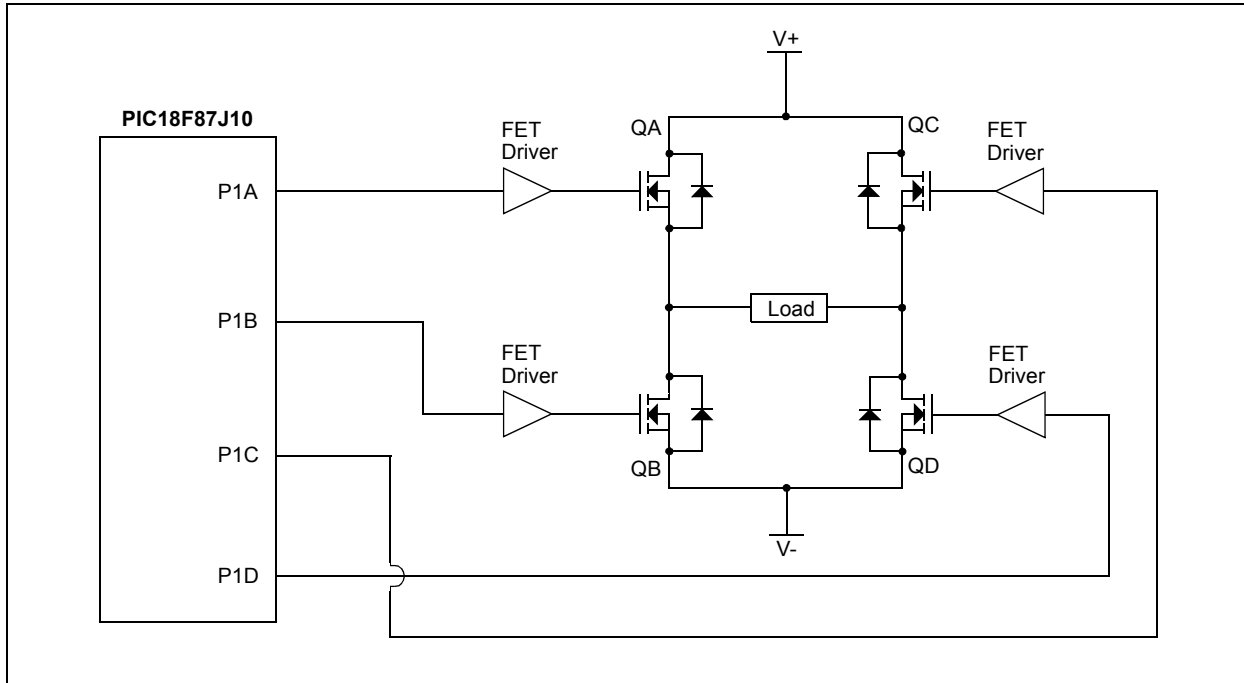 V+
PIC18F87J10
QA
FET
Driver
QC
FET
Driver
P1A
P1B
Load
FET
Driver
FET
Driver
P1C
QB
QD
V-
P1D